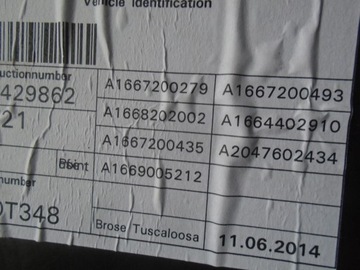 Vehicle Identification
uctionnumber
429862
A1667200279 A1667200493
21
A1668202002 A1664402910
A1667200435 A2047602434
A1669005212
number
DT348
Brose Tuscaloosa 11.06.2014